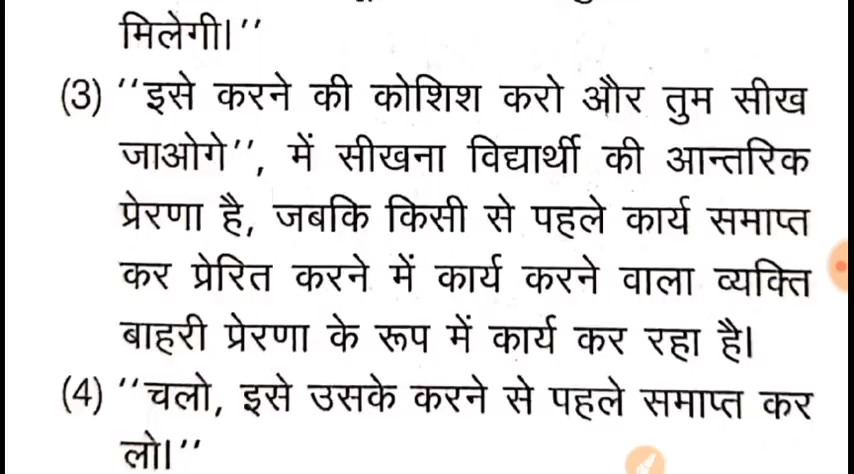 मिलेगी।’’
(3) ‘‘इसे करने की कोशिश करो और तुम सीख
जाओगे’’, में सीखना विद्यार्थी की आन्तरिक
प्रेरणा है, जबकि किसी से पहले कार्य समाप्त
कर प्रेरित करने में कार्य करने वाला व्यक्ति
बाहरी प्रेरणा के रूप में कार्य कर रहा है।
(4) ‘‘चलो, इसे उसके करने से पहले समाप्त कर
लो।’’